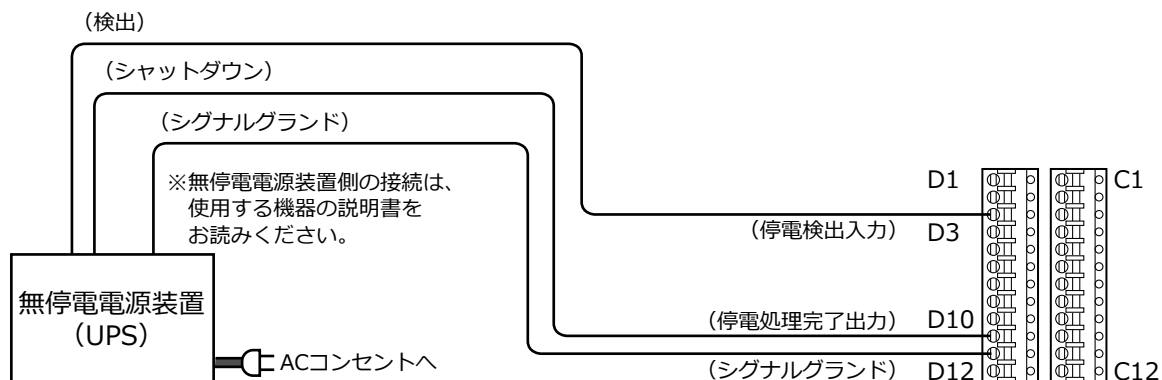 （検出）
（シャットダウン）
（シグナルグランド）
※無停電電源装置側の接続は、
使用する機器の説明書を
お読みください。
D1
C1
（停電検出入力）
D3
無停電電源装置
（UPS）
（停電処理完了出力）
D10
ACコンセントへ
（シグナルグランド）
D12
C12